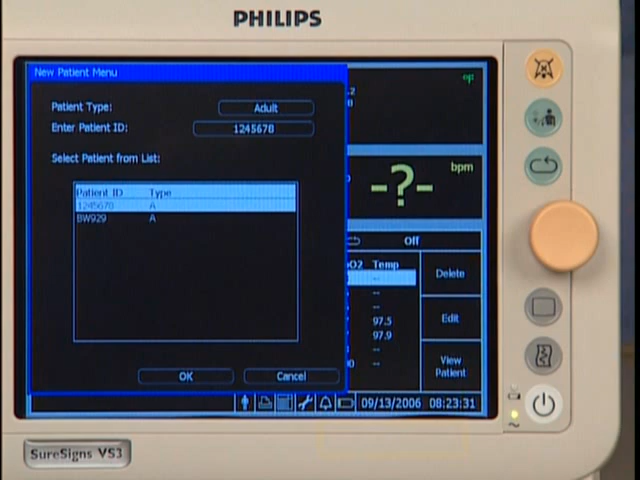 PHILIPS
New Patient Menu
Patient Type: Adult
Enter Patient ID: 1245678
Select Patient from List:
Patient ID Type
1245678 A
BW929 A
OK Cancel
°F
.2
-?- bpm
Off
O2 Temp
--
--
97.5
97.9
--
Delete
Edit
View
Patient
09/13/2006 08:23:31
SureSigns VS3